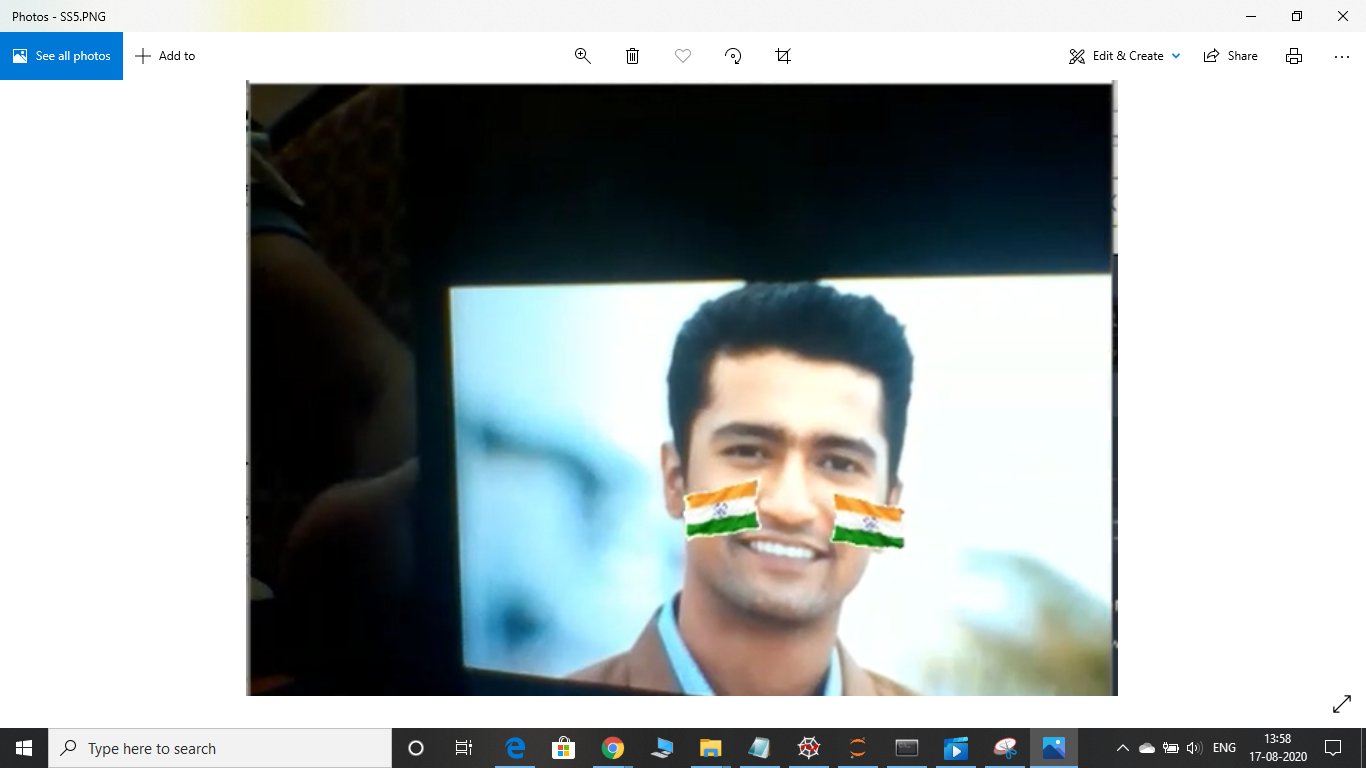 Photos - SS5.PNG
See all photos
Add to
Edit & Create
Share
Type here to search
ENG
13:58
17-08-2020